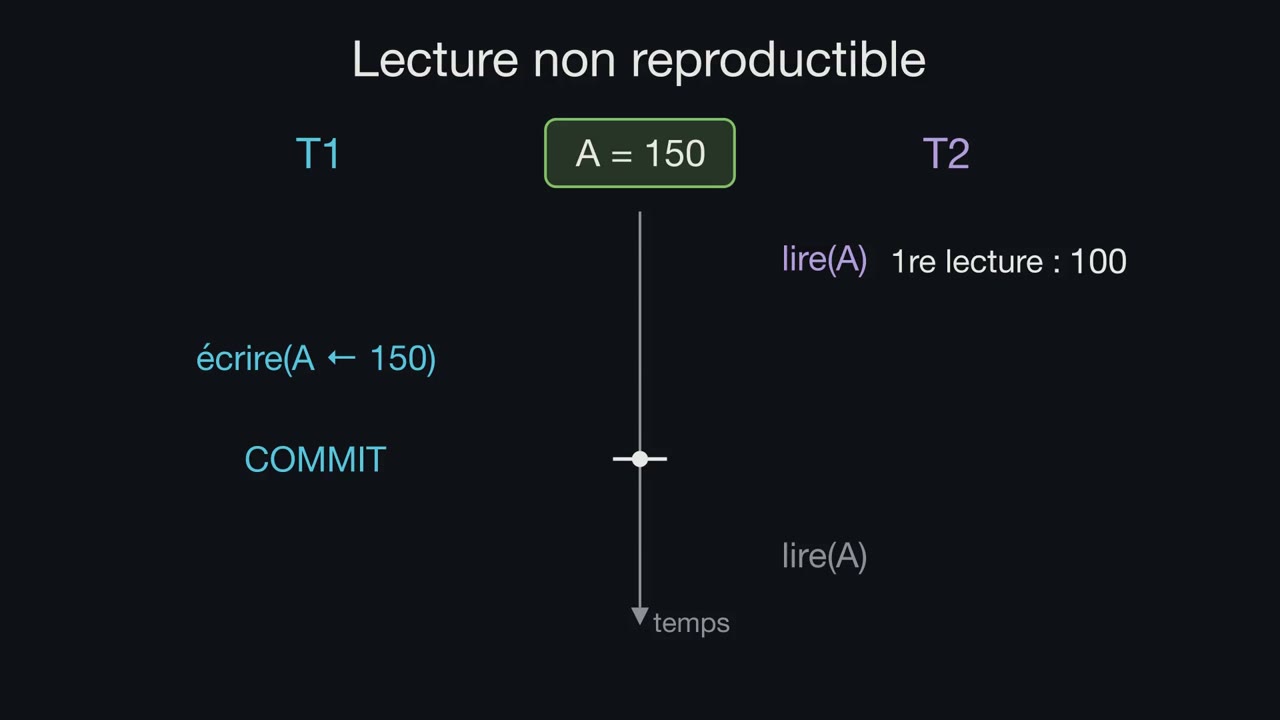 Lecture non reproductible
T1
A = 150
T2
lire(A) 1re lecture : 100
écrire(A ← 150)
COMMIT
lire(A)
temps